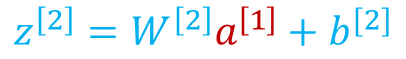 z^[2] = W^[2]a^[1] + b^[2]